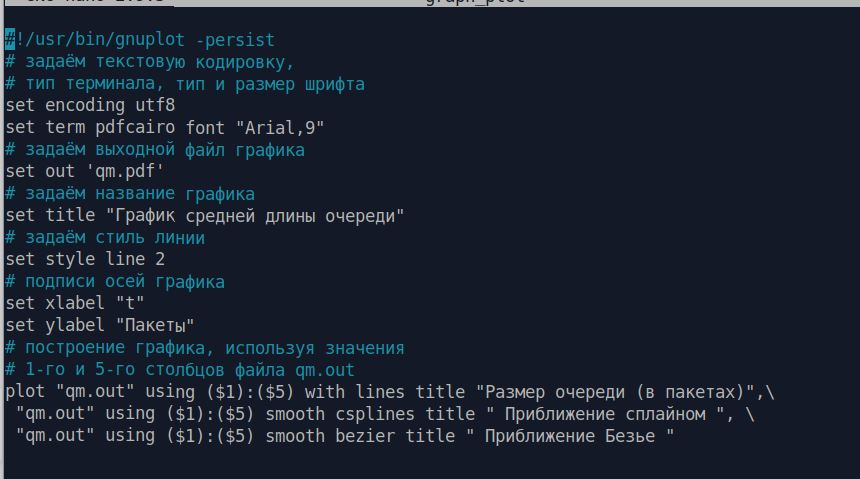 graph_plot
#!/usr/bin/gnuplot -persist
# задаём текстовую кодировку,
# тип терминала, тип и размер шрифта
set encoding utf8
set term pdfcairo font "Arial,9"
# задаём выходной файл графика
set out 'qm.pdf'
# задаём название графика
set title "График средней длины очереди"
# задаём стиль линии
set style line 2
# подписи осей графика
set xlabel "t"
set ylabel "Пакеты"
# построение графика, используя значения
# 1-го и 5-го столбцов файла qm.out
plot "qm.out" using ($1):($5) with lines title "Размер очереди (в пакетах)",\
"qm.out" using ($1):($5) smooth csplines title " Приближение сплайном ", \
"qm.out" using ($1):($5) smooth bezier title " Приближение Безье "